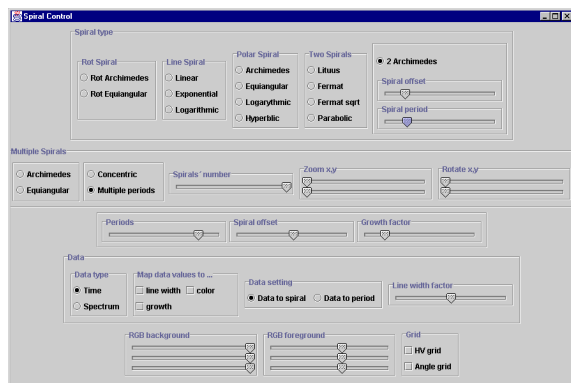 Spiral Control
Spiral type
Rot Spiral
Rot Archimedes
Rot Equiangular
Line Spiral
Linear
Exponential
Logarithmic
Polar Spiral
Archimedes
Equiangular
Logarythmic
Hyperblic
Two Spirals
Lituus
Fermat
Fermat sqrt
Parabolic
2 Archimedes
Spiral offset
Spiral period
Multiple Spirals
Archimedes
Equiangular
Concentric
Multiple periods
Spirals´number
Zoom x,y
Rotate x,y
Periods
Spiral offset
Growth factor
Data
Data type
Time
Spectrum
Map data values to ...
line width
color
growth
Data setting
Data to spiral
Data to period
Line width factor
RGB background
RGB foreground
Grid
HV grid
Angle grid